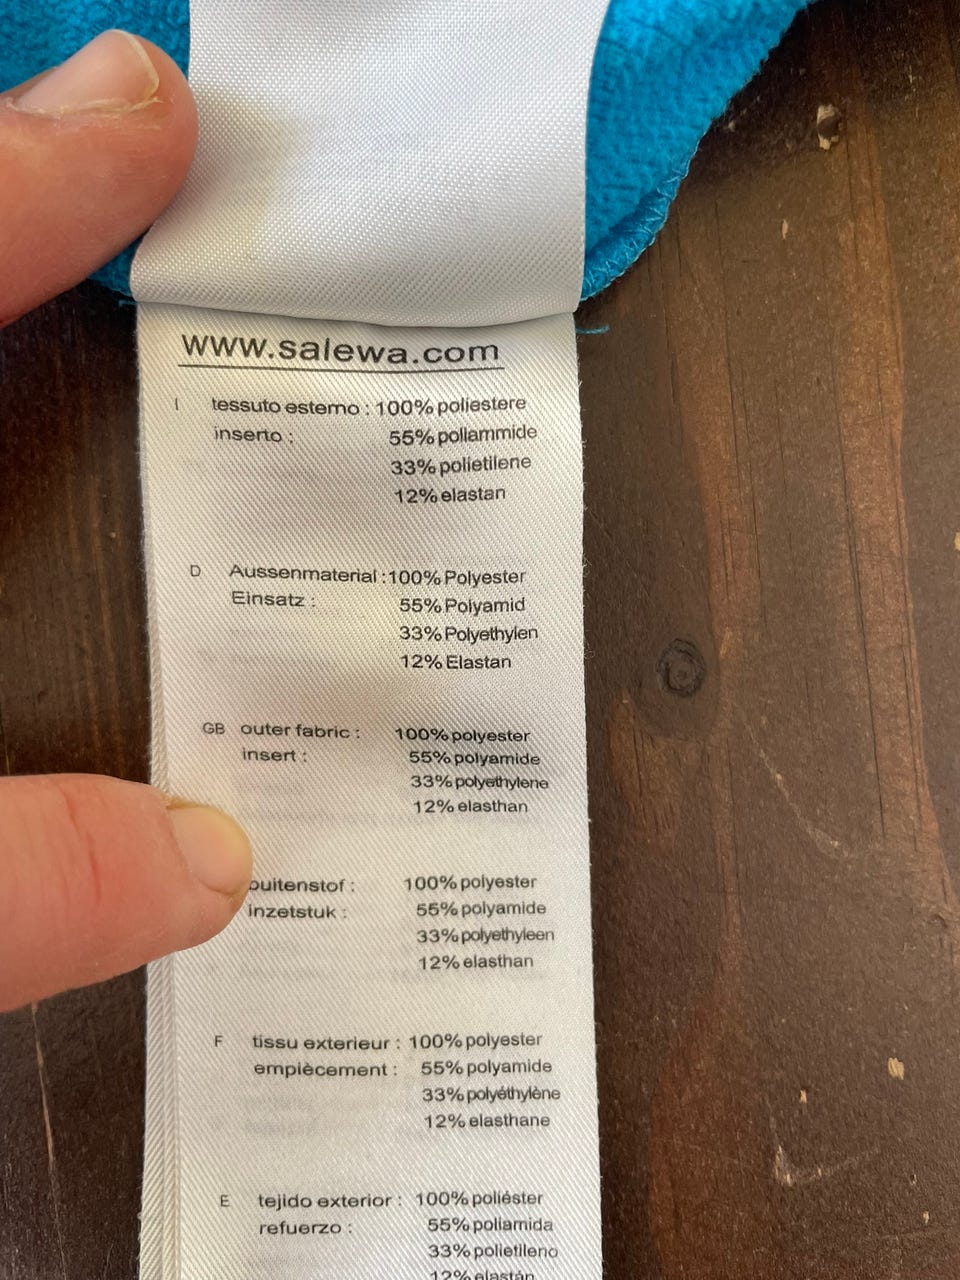 www.salewa.com
I tessuto esterno : 100% poliestere
inserto : 55% poliammide
33% polietilene
12% elastan
D Aussenmaterial : 100% Polyester
Einsatz : 55% Polyamid
33% Polyethylen
12% Elastan
GB outer fabric : 100% polyester
insert : 55% polyamide
33% polyethylene
12% elasthan
buitenstof : 100% polyester
inzetstuk : 55% polyamide
33% polyethyleen
12% elasthan
F tissu exterieur : 100% polyester
empiècement : 55% polyamide
33% polyéthylène
12% elasthane
E tejido exterior : 100% poliéster
refuerzo : 55% poliamida
33% polietileno
12% elastán